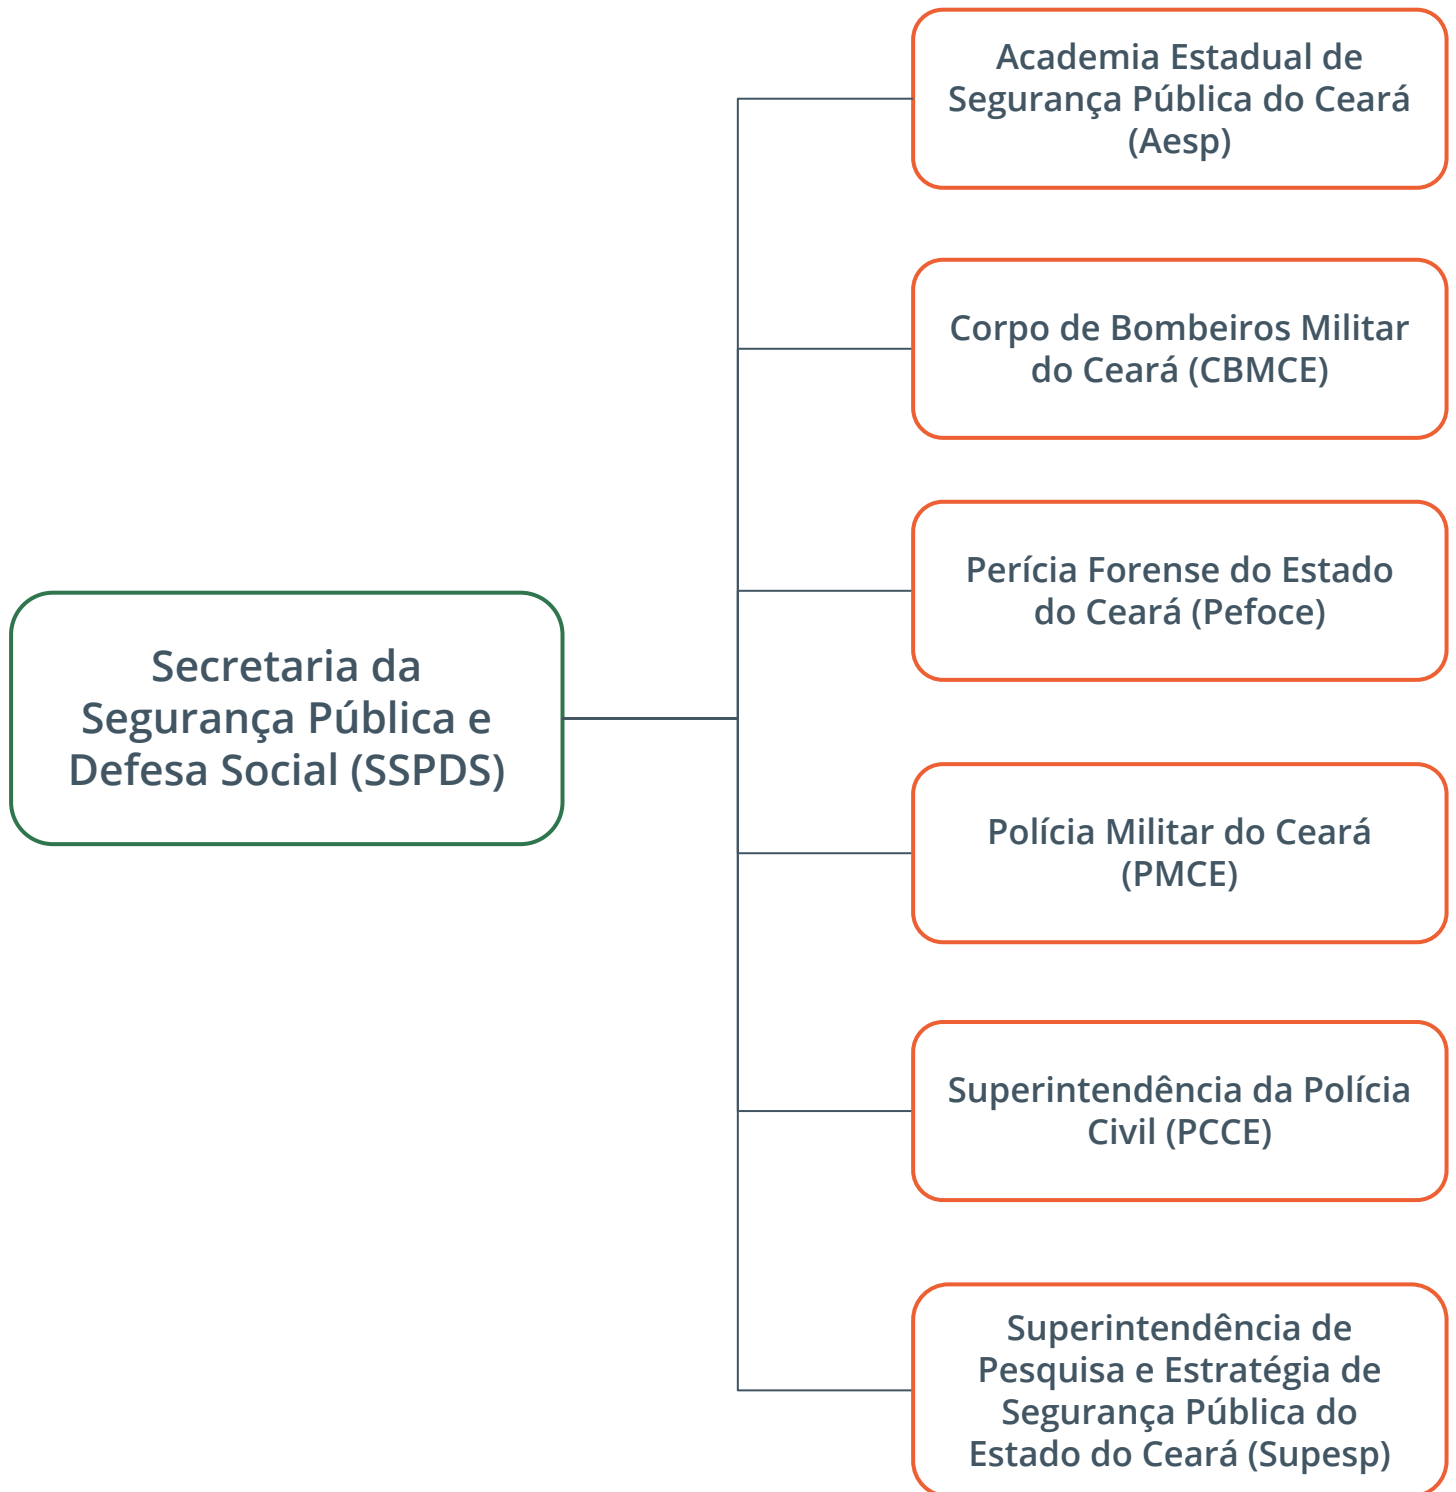 Academia Estadual de
Segurança Pública do Ceará
(Aesp)
Corpo de Bombeiros Militar
do Ceará (CBMCE)
Perícia Forense do Estado
do Ceará (Pefoce)
Secretaria da
Segurança Pública e
Defesa Social (SSPDS)
Polícia Militar do Ceará
(PMCE)
Superintendência da Polícia
Civil (PCCE)
Superintendência de
Pesquisa e Estratégia de
Segurança Pública do
Estado do Ceará (Supesp)